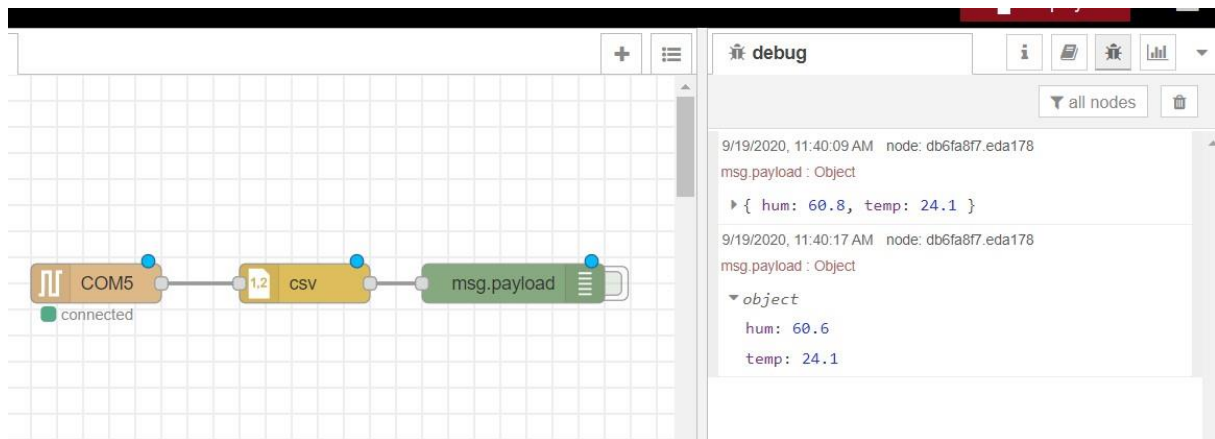 debug
all nodes
9/19/2020, 11:40:09 AM node: db6fa8f7.eda178
msg.payload : Object
{ hum: 60.8, temp: 24.1 }
9/19/2020, 11:40:17 AM node: db6fa8f7.eda178
msg.payload : Object
object
hum: 60.6
temp: 24.1
COM5
connected
1,2 csv
msg.payload